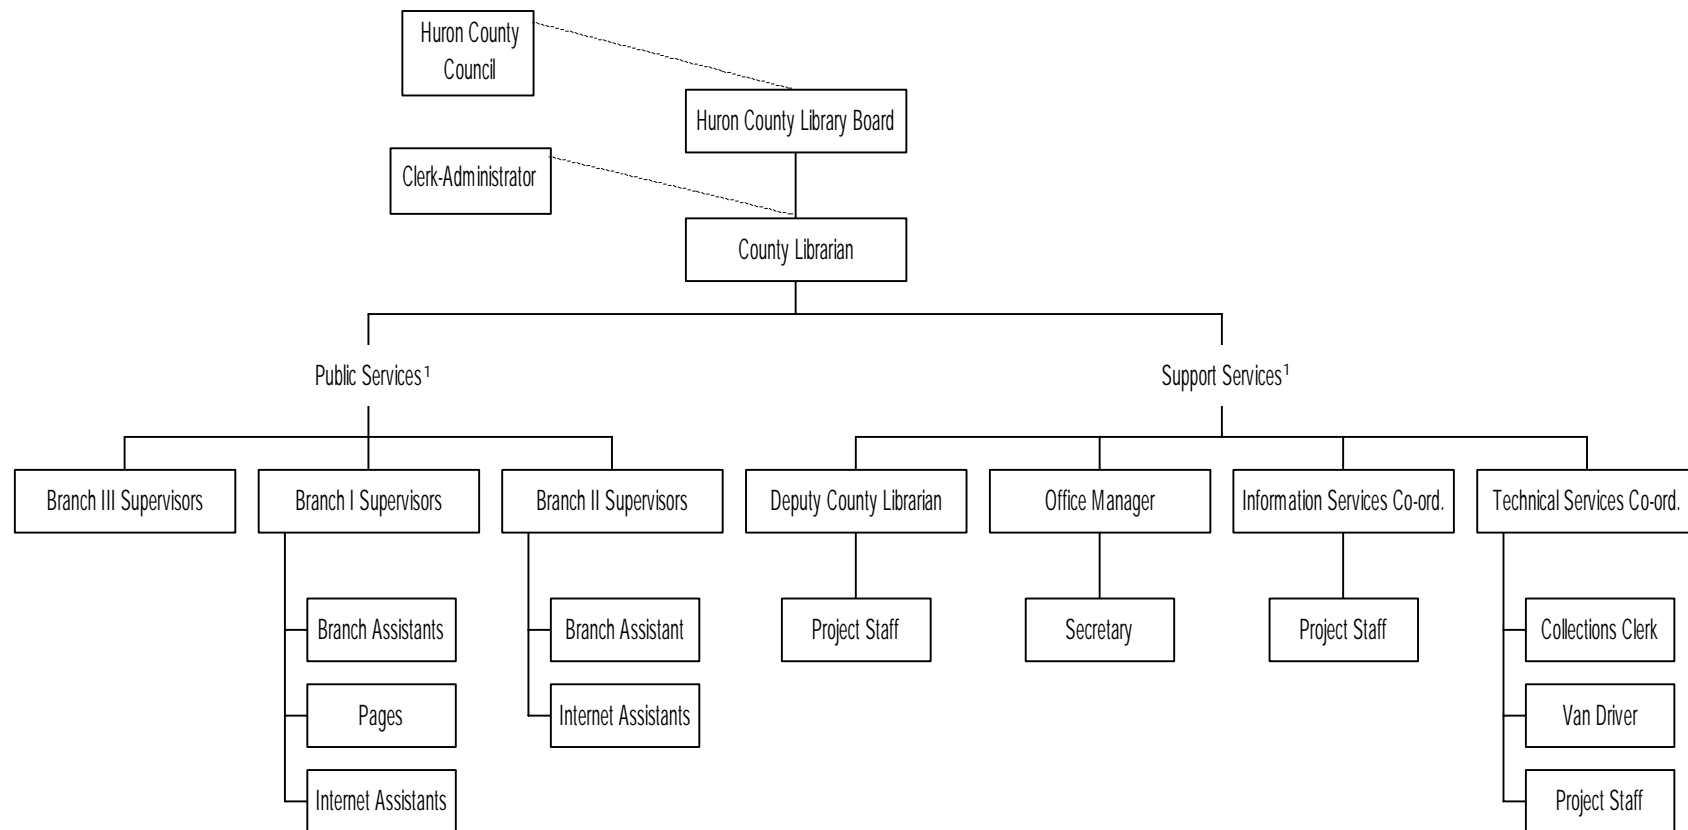 Huron County
Council
Huron County Library Board
Clerk-Administrator
County Librarian
Public Services¹
Support Services¹
Branch III Supervisors
Branch I Supervisors
Branch II Supervisors
Deputy County Librarian
Office Manager
Information Services Co-ord.
Technical Services Co-ord.
Branch Assistants
Branch Assistant
Project Staff
Secretary
Project Staff
Collections Clerk
Pages
Internet Assistants
Van Driver
Internet Assistants
Project Staff